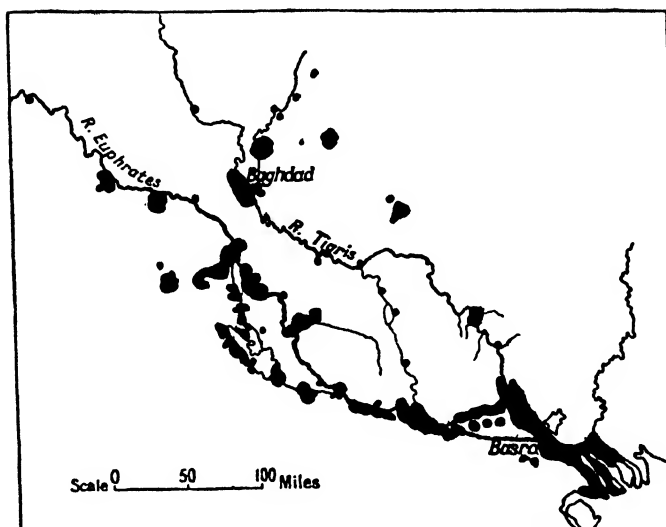 R. Euphrates
Baghdad
R. Tigris
Basra
Scale 0 50 100 Miles